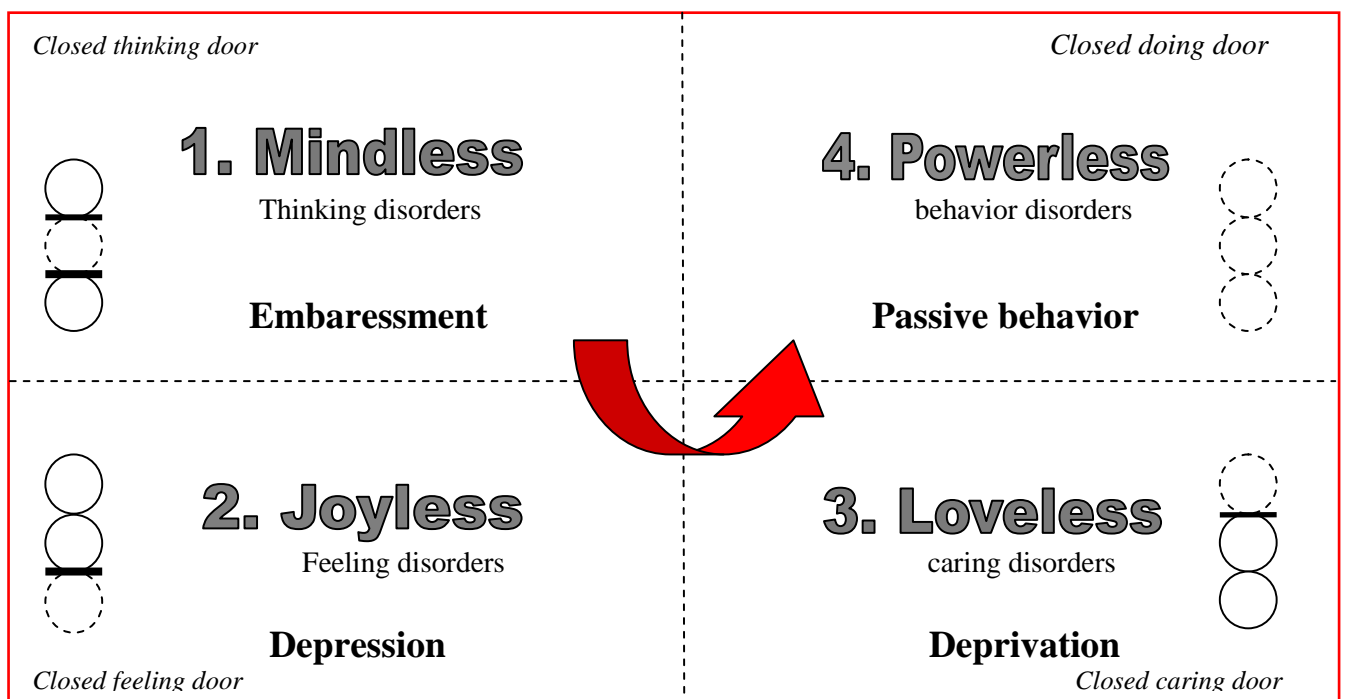 Closed thinking door
1. Mindless
Thinking disorders
Embaressment
Closed doing door
4. Powerless
behavior disorders
Passive behavior
2. Joyless
Feeling disorders
Depression
Closed feeling door
3. Loveless
caring disorders
Deprivation
Closed caring door